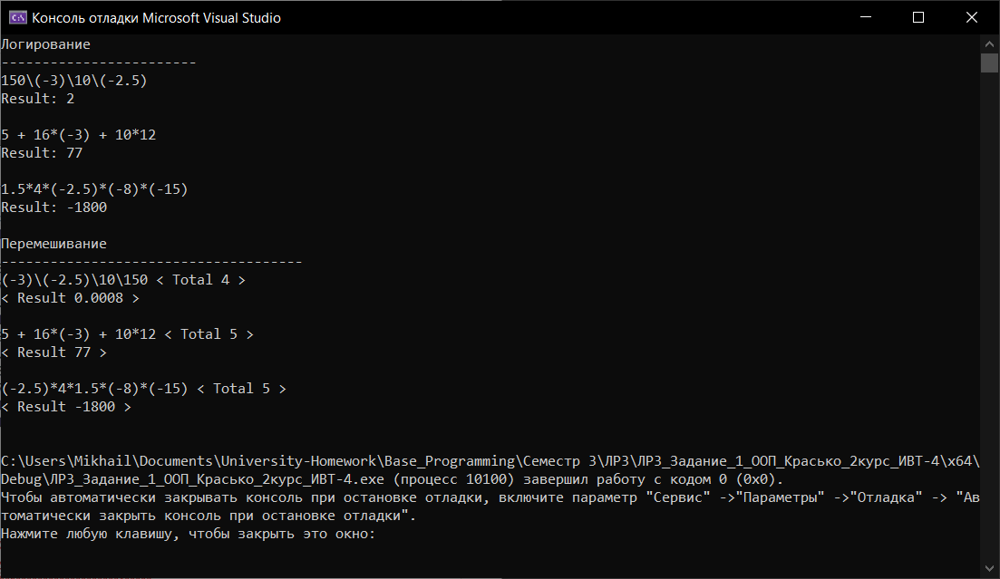 Консоль отладки Microsoft Visual Studio
Логирование
------------------------
150\(-3)\10\(-2.5)
Result: 2
5 + 16*(-3) + 10*12
Result: 77
1.5*4*(-2.5)*(-8)*(-15)
Result: -1800
Перемешивание
-------------------------------------
(-3)\(-2.5)\10\150 < Total 4 >
< Result 0.0008 >
5 + 16*(-3) + 10*12 < Total 5 >
< Result 77 >
(-2.5)*4*1.5*(-8)*(-15) < Total 5 >
< Result -1800 >
C:\Users\Mikhail\Documents\University-Homework\Base_Programming\Семестр 3\ЛР3\ЛР3_Задание_1_ООП_Красько_2курс_ИВТ-4\x64\
Debug\ЛР3_Задание_1_ООП_Красько_2курс_ИВТ-4.exe (процесс 10100) завершил работу с кодом 0 (0x0).
Чтобы автоматически закрывать консоль при остановке отладки, включите параметр "Сервис" ->"Параметры" ->"Отладка" -> "Ав
томатически закрыть консоль при остановке отладки".
Нажмите любую клавишу, чтобы закрыть это окно: